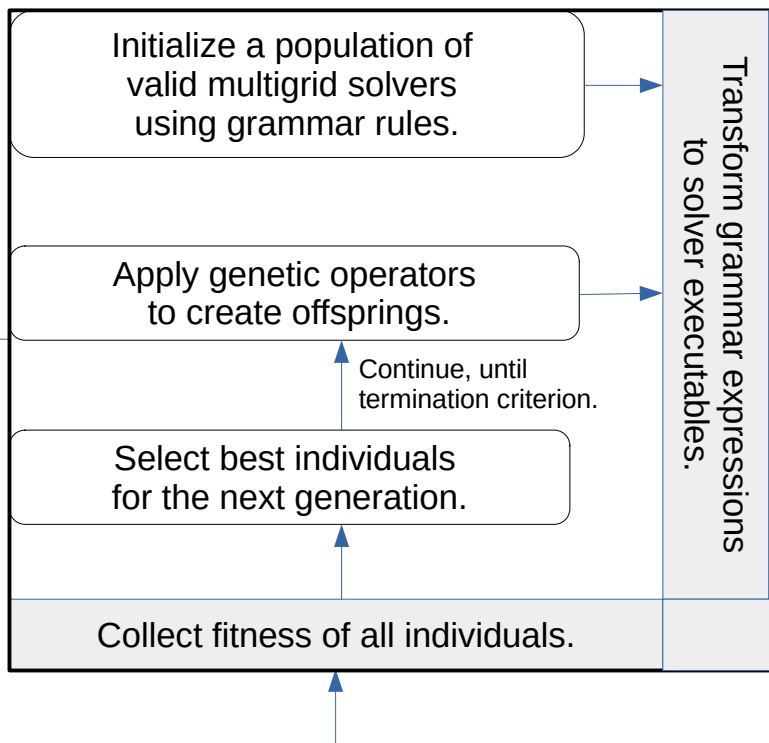 Initialize a population of
valid multigrid solvers
using grammar rules.
Transform grammar expressions
to solver executables.
Apply genetic operators
to create offsprings.
Continue, until
termination criterion.
Select best individuals
for the next generation.
Collect fitness of all individuals.